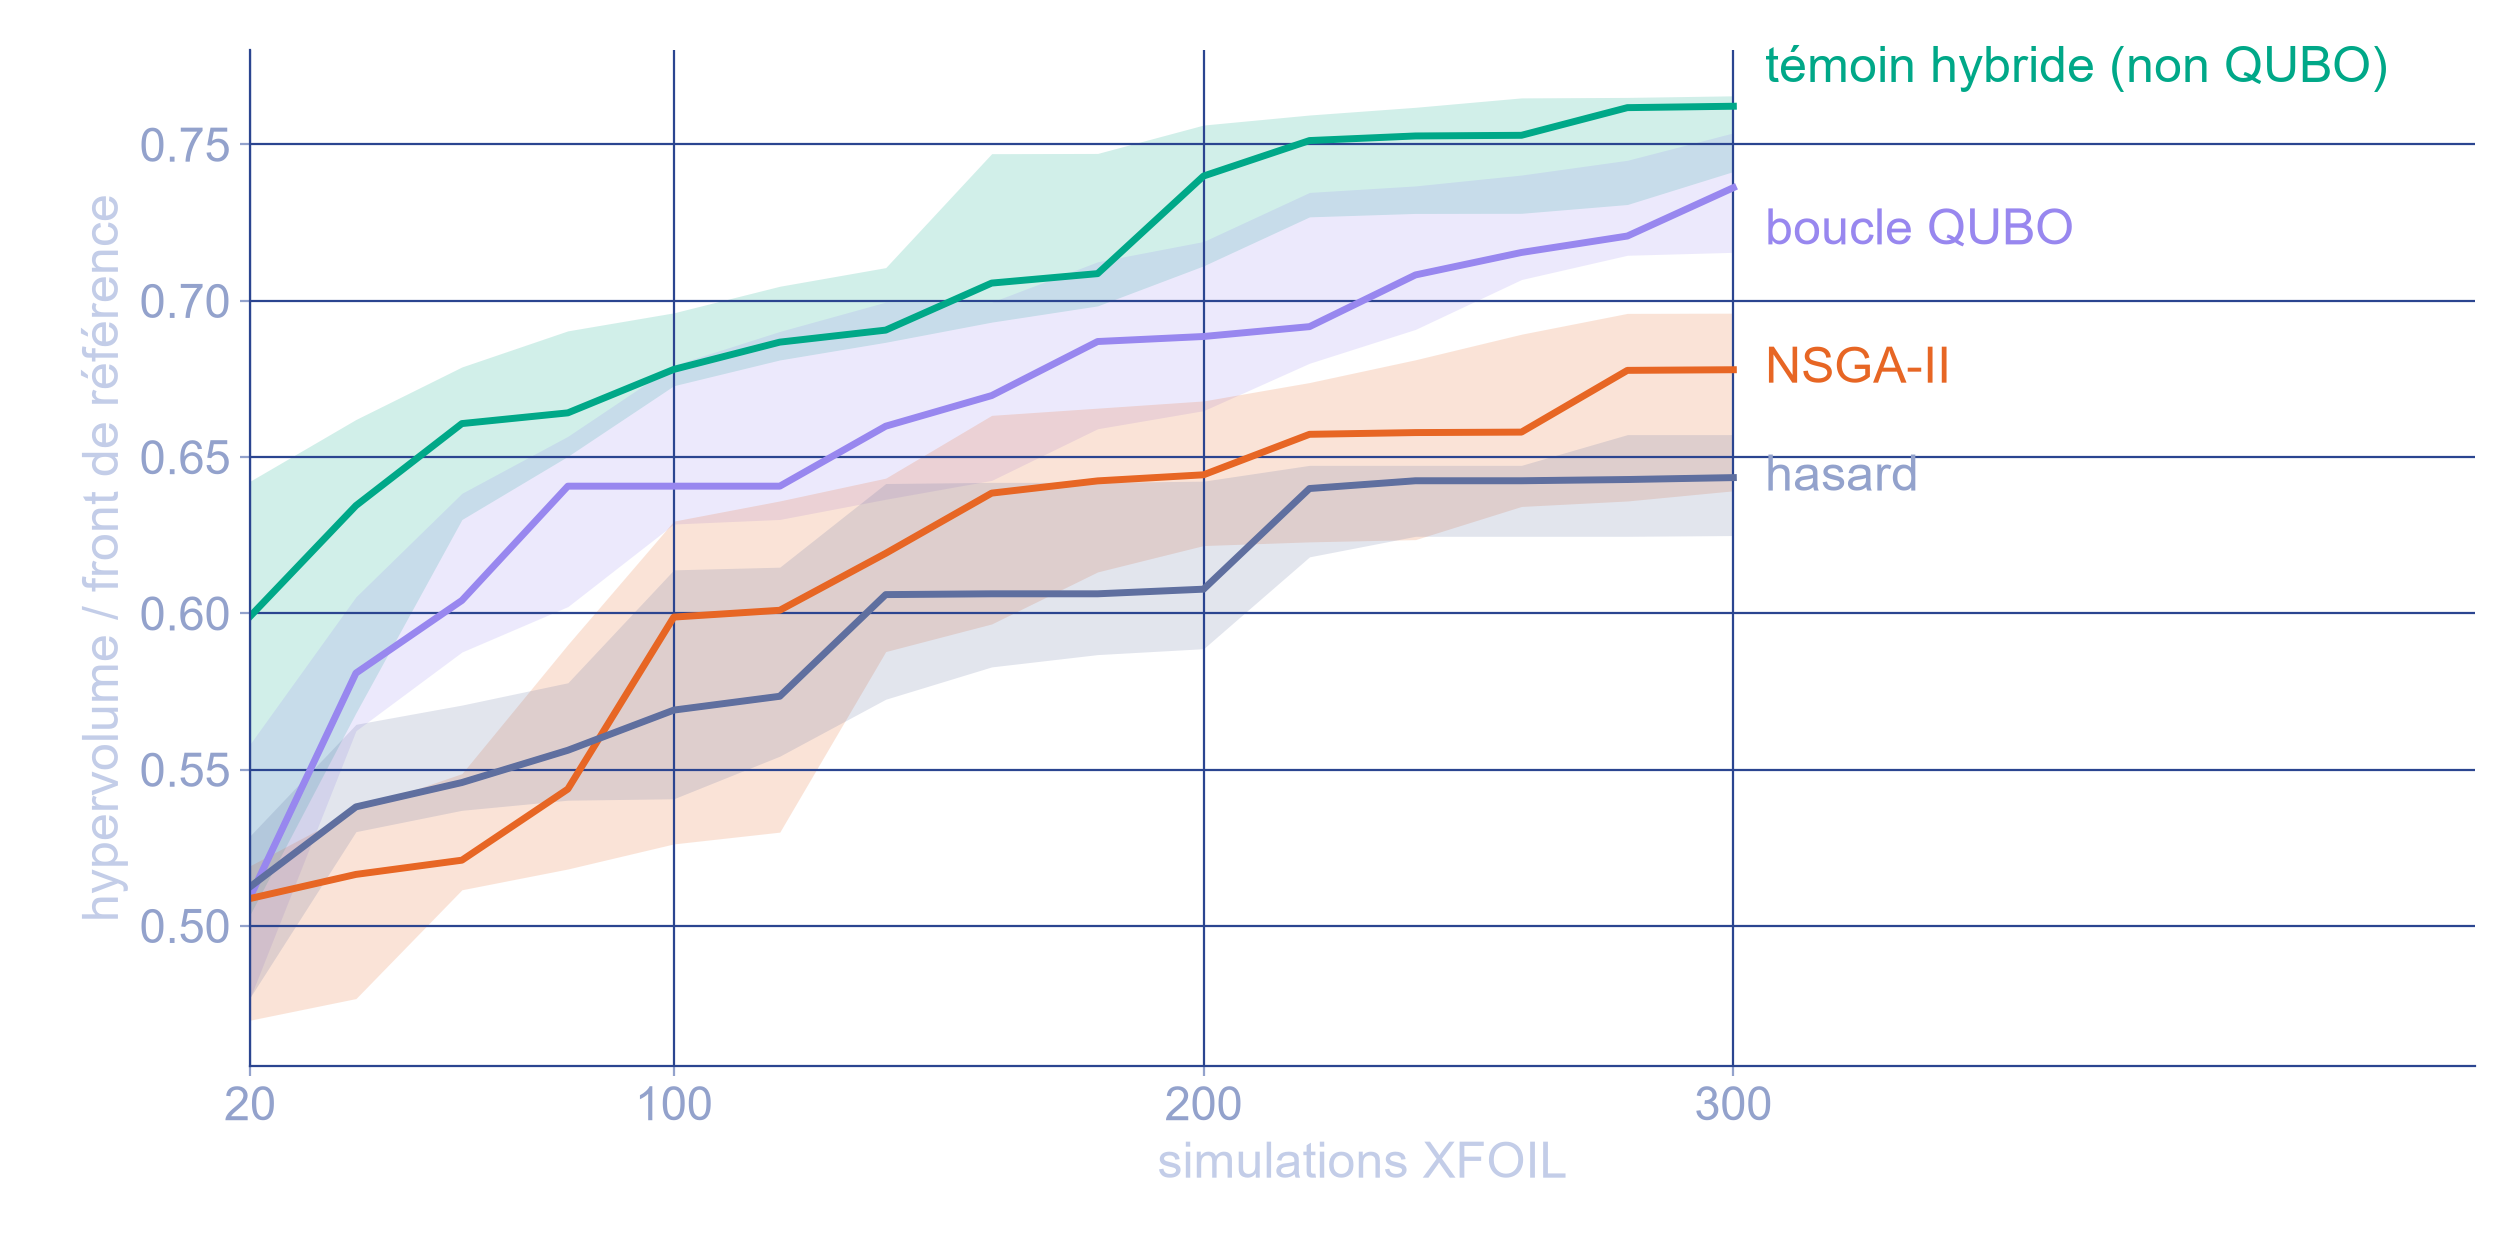 témoin hybride (non QUBO)
0.75
boucle QUBO
0.70
NSGA-II
0.65
hasard
0.60
0.55
0.50
hypervolume / front de référence
20 100 200 300
simulations XFOIL